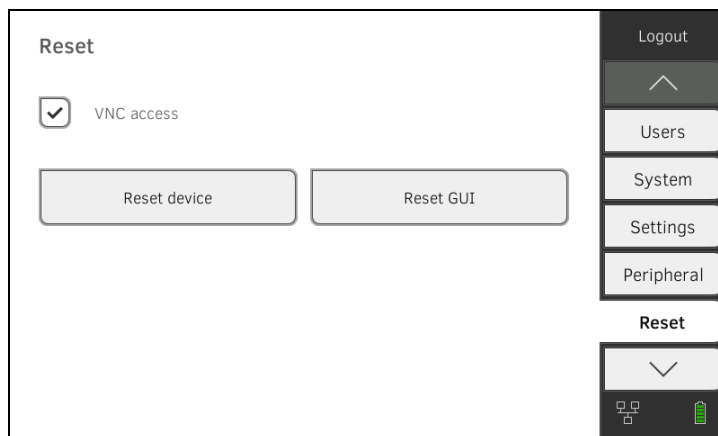 Reset
VNC access
Reset device
Reset GUI
Logout
Users
System
Settings
Peripheral
Reset